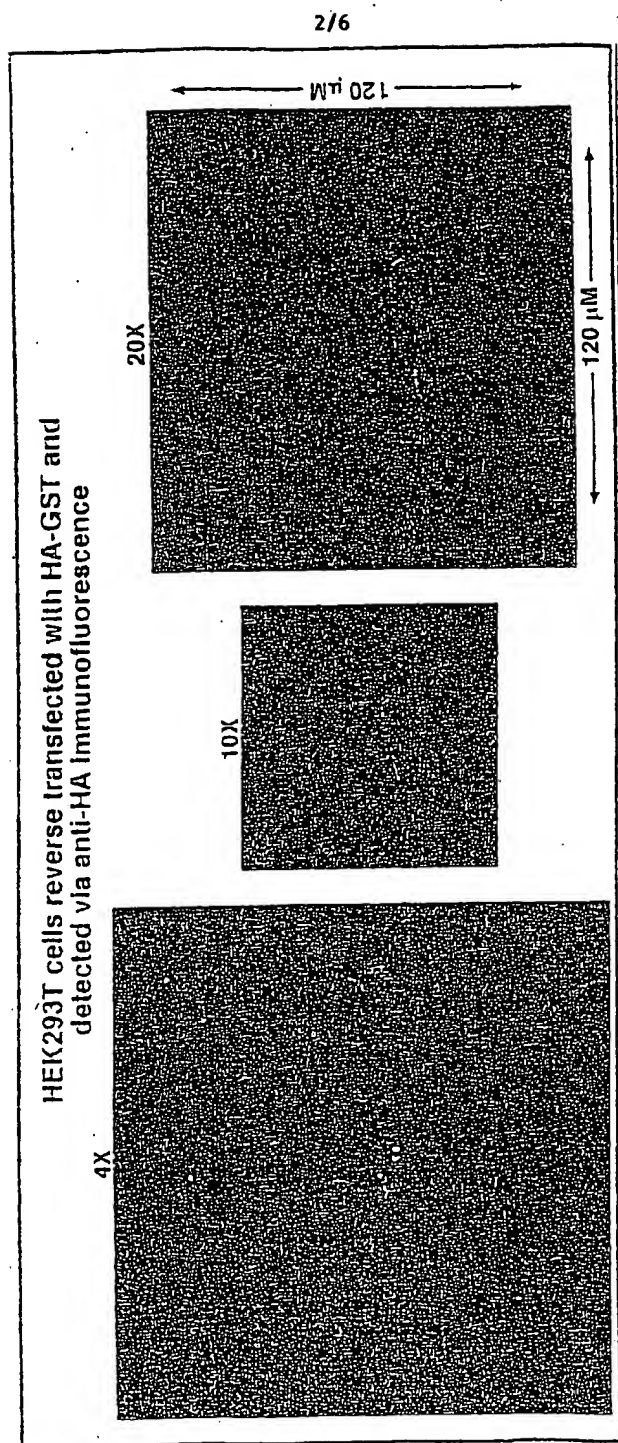 2/6
HEK293T cells reverse transfected with HA-GST and
detected via anti-HA immunofluorescence
4X
10X
20X
120 µM
120 µM